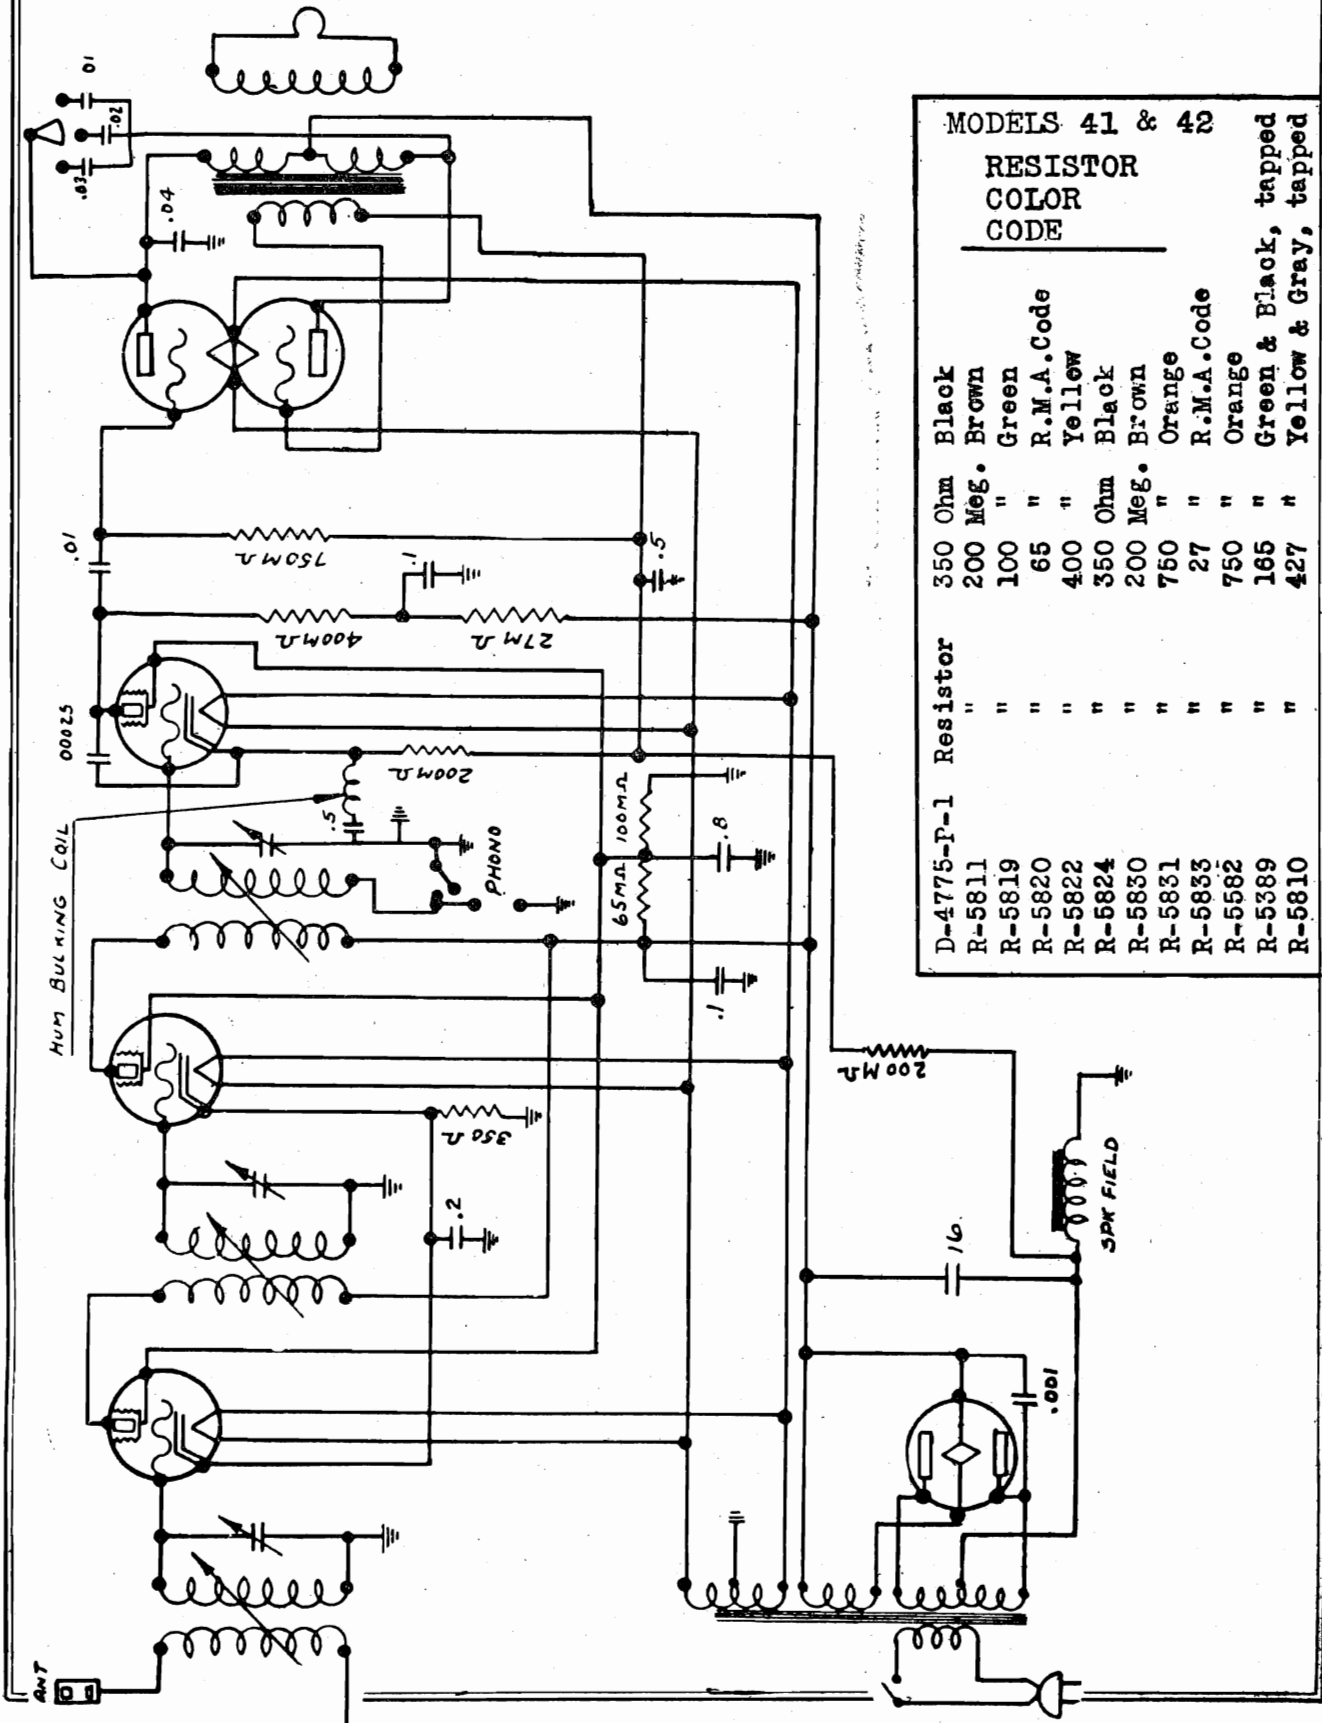 MODELS 41 & 42
RESISTOR
COLOR
CODE
D-4775-P-1 Resistor 350 Ohm Black
R-5811 " 200 Meg. Brown
R-5819 " 100 " Green
R-5820 " 65 " R.M.A.Code
R-5822 " 400 " Yellow
R-5824 " 350 Ohm Black
R-5830 " 200 Meg. Brown
R-5831 " 750 " Orange
R-5833 " 27 " R.M.A.Code
R-5582 " 750 " Orange
R-5389 " 165 " Green & Black, tapped
R-5810 " 427 " Yellow & Gray, tapped
ANT
HUM BULKING COIL
00025
.01
.04
.03
.02
01
750MΩ
400MΩ
.1
27MΩ
.5
200MΩ
.5
PHONO
65MΩ
100MΩ
.8
.1
350Ω
.2
200MΩ
SPK FIELD
16
.001